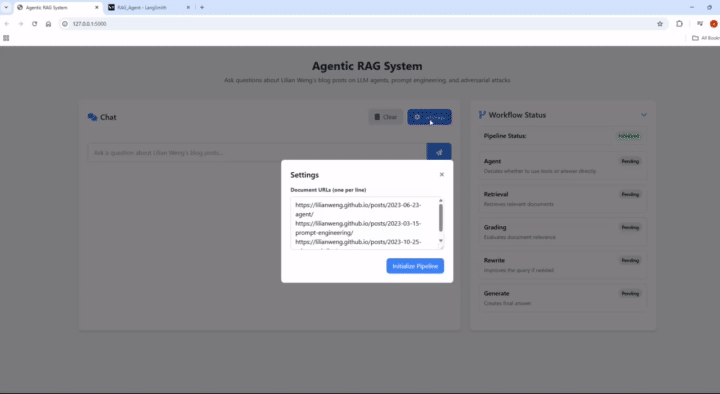 Agentic RAG System
RAG_Agent - LangSmith
127.0.0.1:5000
All Bookm
Agentic RAG System
Ask questions about Lilian Weng's blog posts on LLM agents, prompt engineering, and adversarial attacks
Chat
Clear
Ask a question about Lilian Weng's blog posts...
Settings
Document URLs (one per line)
https://lilianweng.github.io/posts/2023-06-23-
agent/
https://lilianweng.github.io/posts/2023-03-15-
prompt-engineering/
https://lilianweng.github.io/posts/2023-10-25-
Initialize Pipeline
Workflow Status
Pipeline Status:
Agent
Pending
Decides whether to use tools or answer directly
Retrieval
Pending
Retrieves relevant documents
Grading
Pending
Evaluates document relevance
Rewrite
Pending
Improves the query if needed
Generate
Pending
Creates final answer